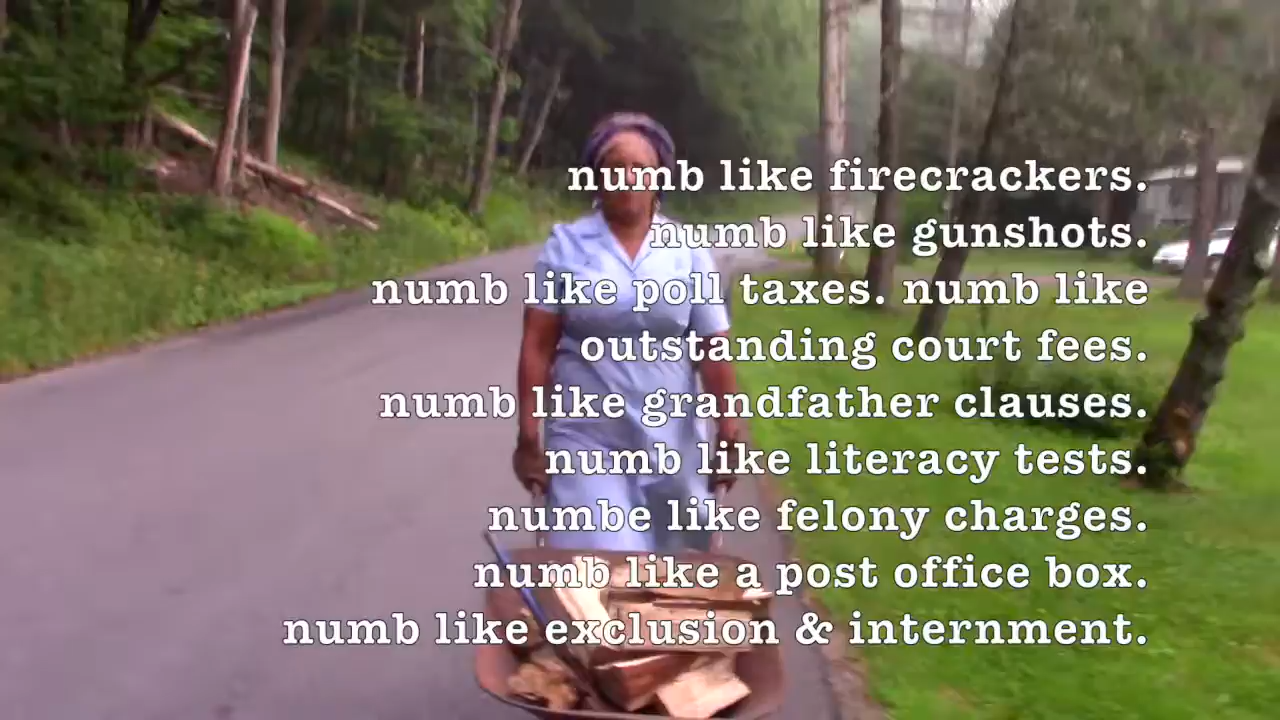 numb like firecrackers.
numb like gunshots.
numb like poll taxes. numb like
outstanding court fees.
numb like grandfather clauses.
numb like literacy tests.
numbe like felony charges.
numb like a post office box.
numb like exclusion & internment.